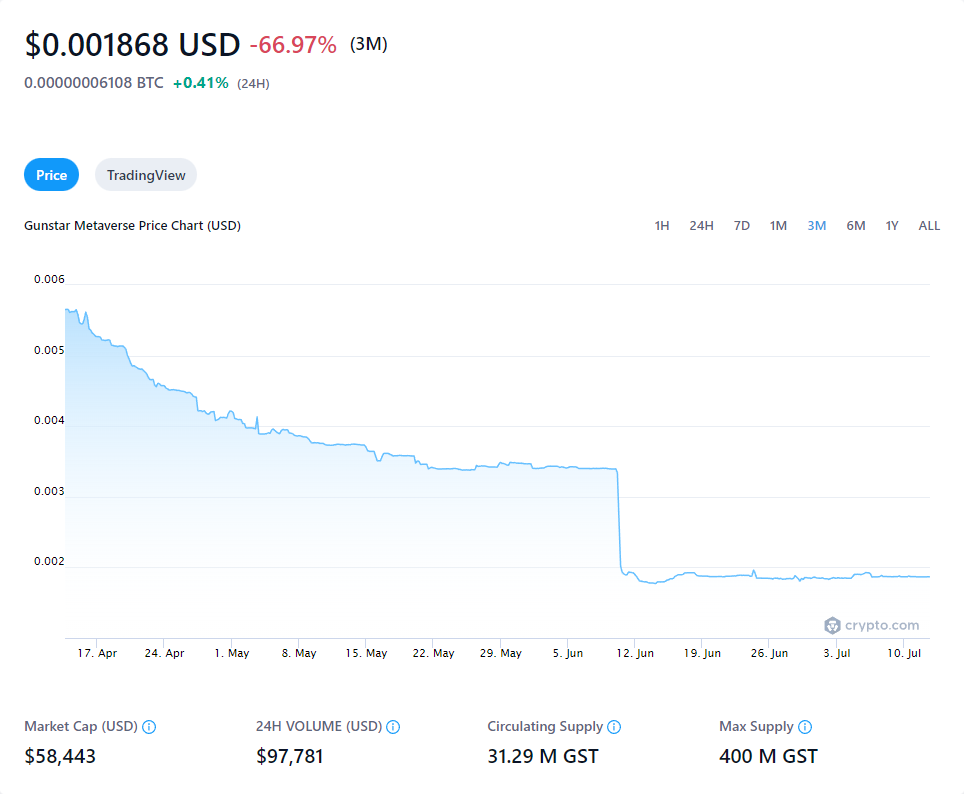 $0.001868 USD -66.97% (3M)
0.00000006108 BTC +0.41% (24H)
Price TradingView
Gunstar Metaverse Price Chart (USD) 1H 24H 7D 1M 3M 6M 1Y ALL
0.006
0.005
0.004
0.003
0.002
crypto.com
17. Apr 24. Apr 1. May 8. May 15. May 22. May 29. May 5. Jun 12. Jun 19. Jun 26. Jun 3. Jul 10. Jul
Market Cap (USD) 24H VOLUME (USD) Circulating Supply Max Supply
$58,443 $97,781 31.29 M GST 400 M GST